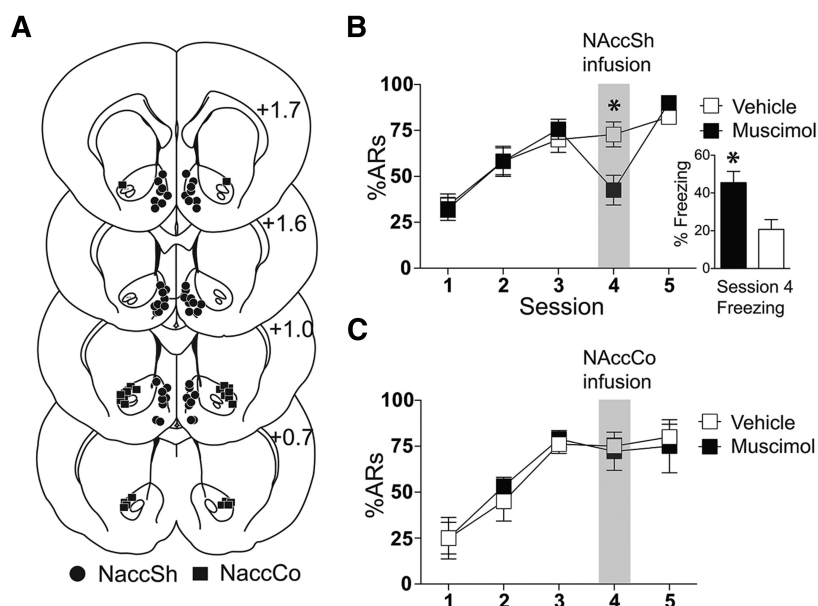 A
+1.7
+1.6
+1.0
+0.7
NaccSh NaccCo
B
NAccSh
infusion
100
75
50
25
0
%ARs
*
1 2 3 4 5
Session
Vehicle
Muscimol
60
40
20
0
% Freezing
*
Session 4
Freezing
C
NAccCo
infusion
100
75
50
25
0
%ARs
1 2 3 4 5
Vehicle
Muscimol